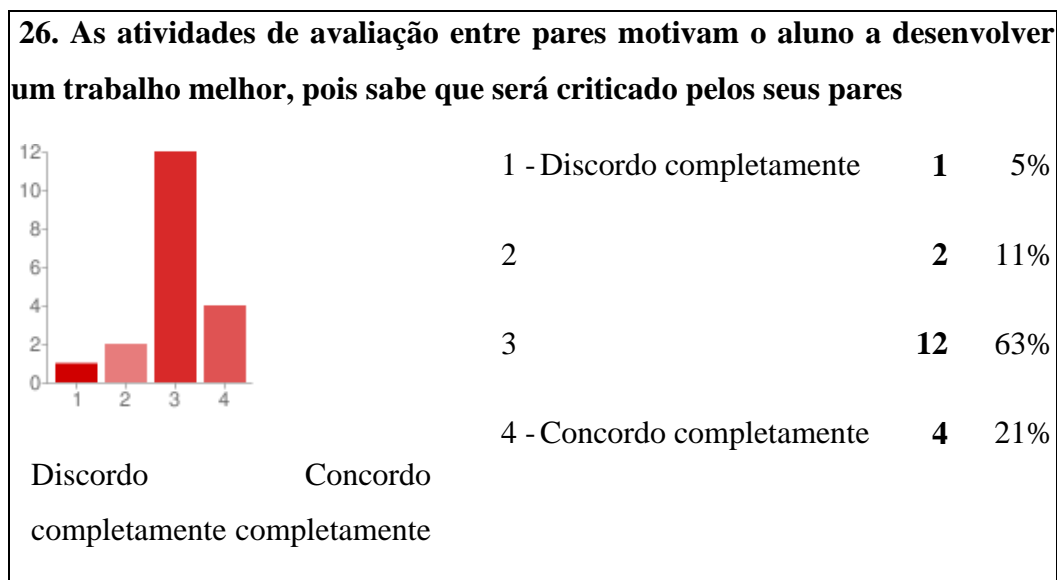 26. As atividades de avaliação entre pares motivam o aluno a desenvolver
um trabalho melhor, pois sabe que será criticado pelos seus pares
12
10
8
6
4
2
0
1 2 3 4
Discordo Concordo
completamente completamente
1 - Discordo completamente 1 5%
2 2 11%
3 12 63%
4 - Concordo completamente 4 21%